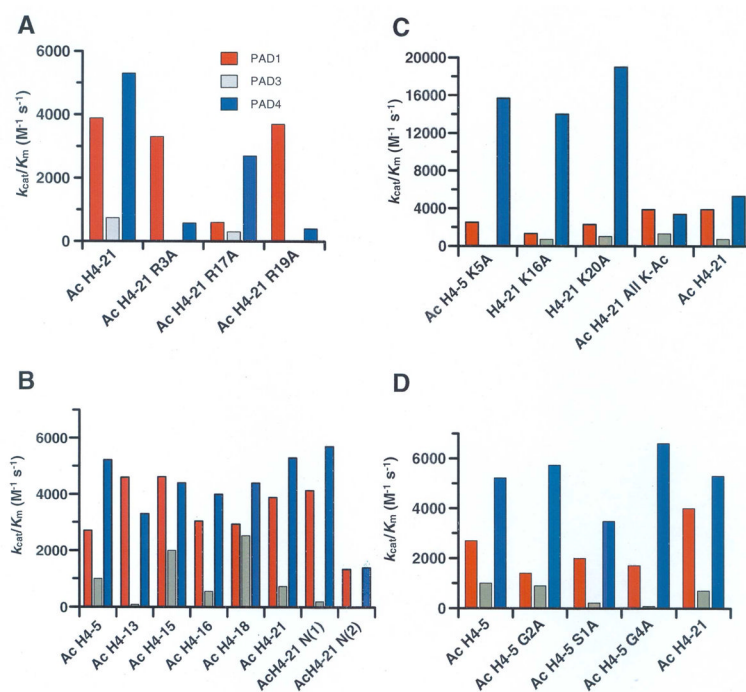 A
6000
4000
2000
0
kcat/Km (M⁻¹ s⁻¹)
PAD1
PAD3
PAD4
Ac H4-21
Ac H4-21 R3A
Ac H4-21 R17A
Ac H4-21 R19A
C
20000
16000
12000
8000
4000
0
kcat/Km (M⁻¹ s⁻¹)
Ac H4-5 K5A
H4-21 K16A
H4-21 K20A
Ac H4-21 All K-Ac
Ac H4-21
B
6000
4000
2000
0
kcat/Km (M⁻¹ s⁻¹)
Ac H4-5
Ac H4-13
Ac H4-15
Ac H4-16
Ac H4-18
Ac H4-21
AcH4-21 N(1)
AcH4-21 N(2)
D
6000
4000
2000
0
kcat/Km (M⁻¹ s⁻¹)
Ac H4-5
Ac H4-5 G2A
Ac H4-5 S1A
Ac H4-5 G4A
Ac H4-21